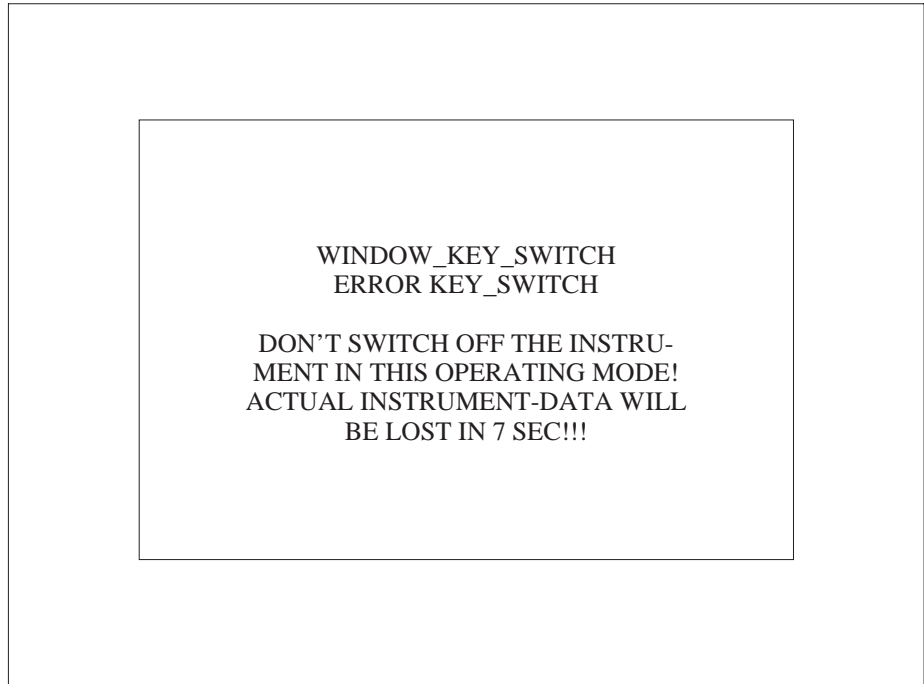 WINDOW_KEY_SWITCH
ERROR KEY_SWITCH
DON’T SWITCH OFF THE INSTRU-
MENT IN THIS OPERATING MODE!
ACTUAL INSTRUMENT-DATA WILL
BE LOST IN 7 SEC!!!